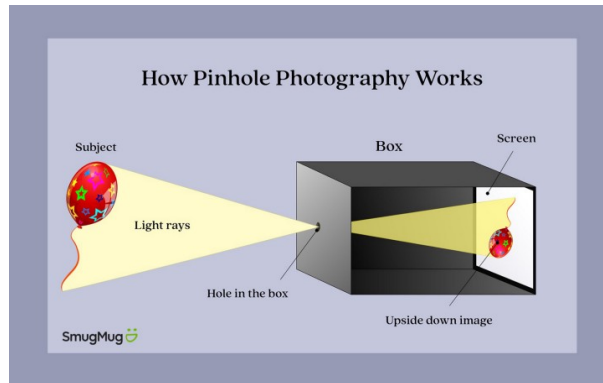 How Pinhole Photography Works
Subject
Box
Screen
Light rays
Hole in the box
Upside down image
SmugMug